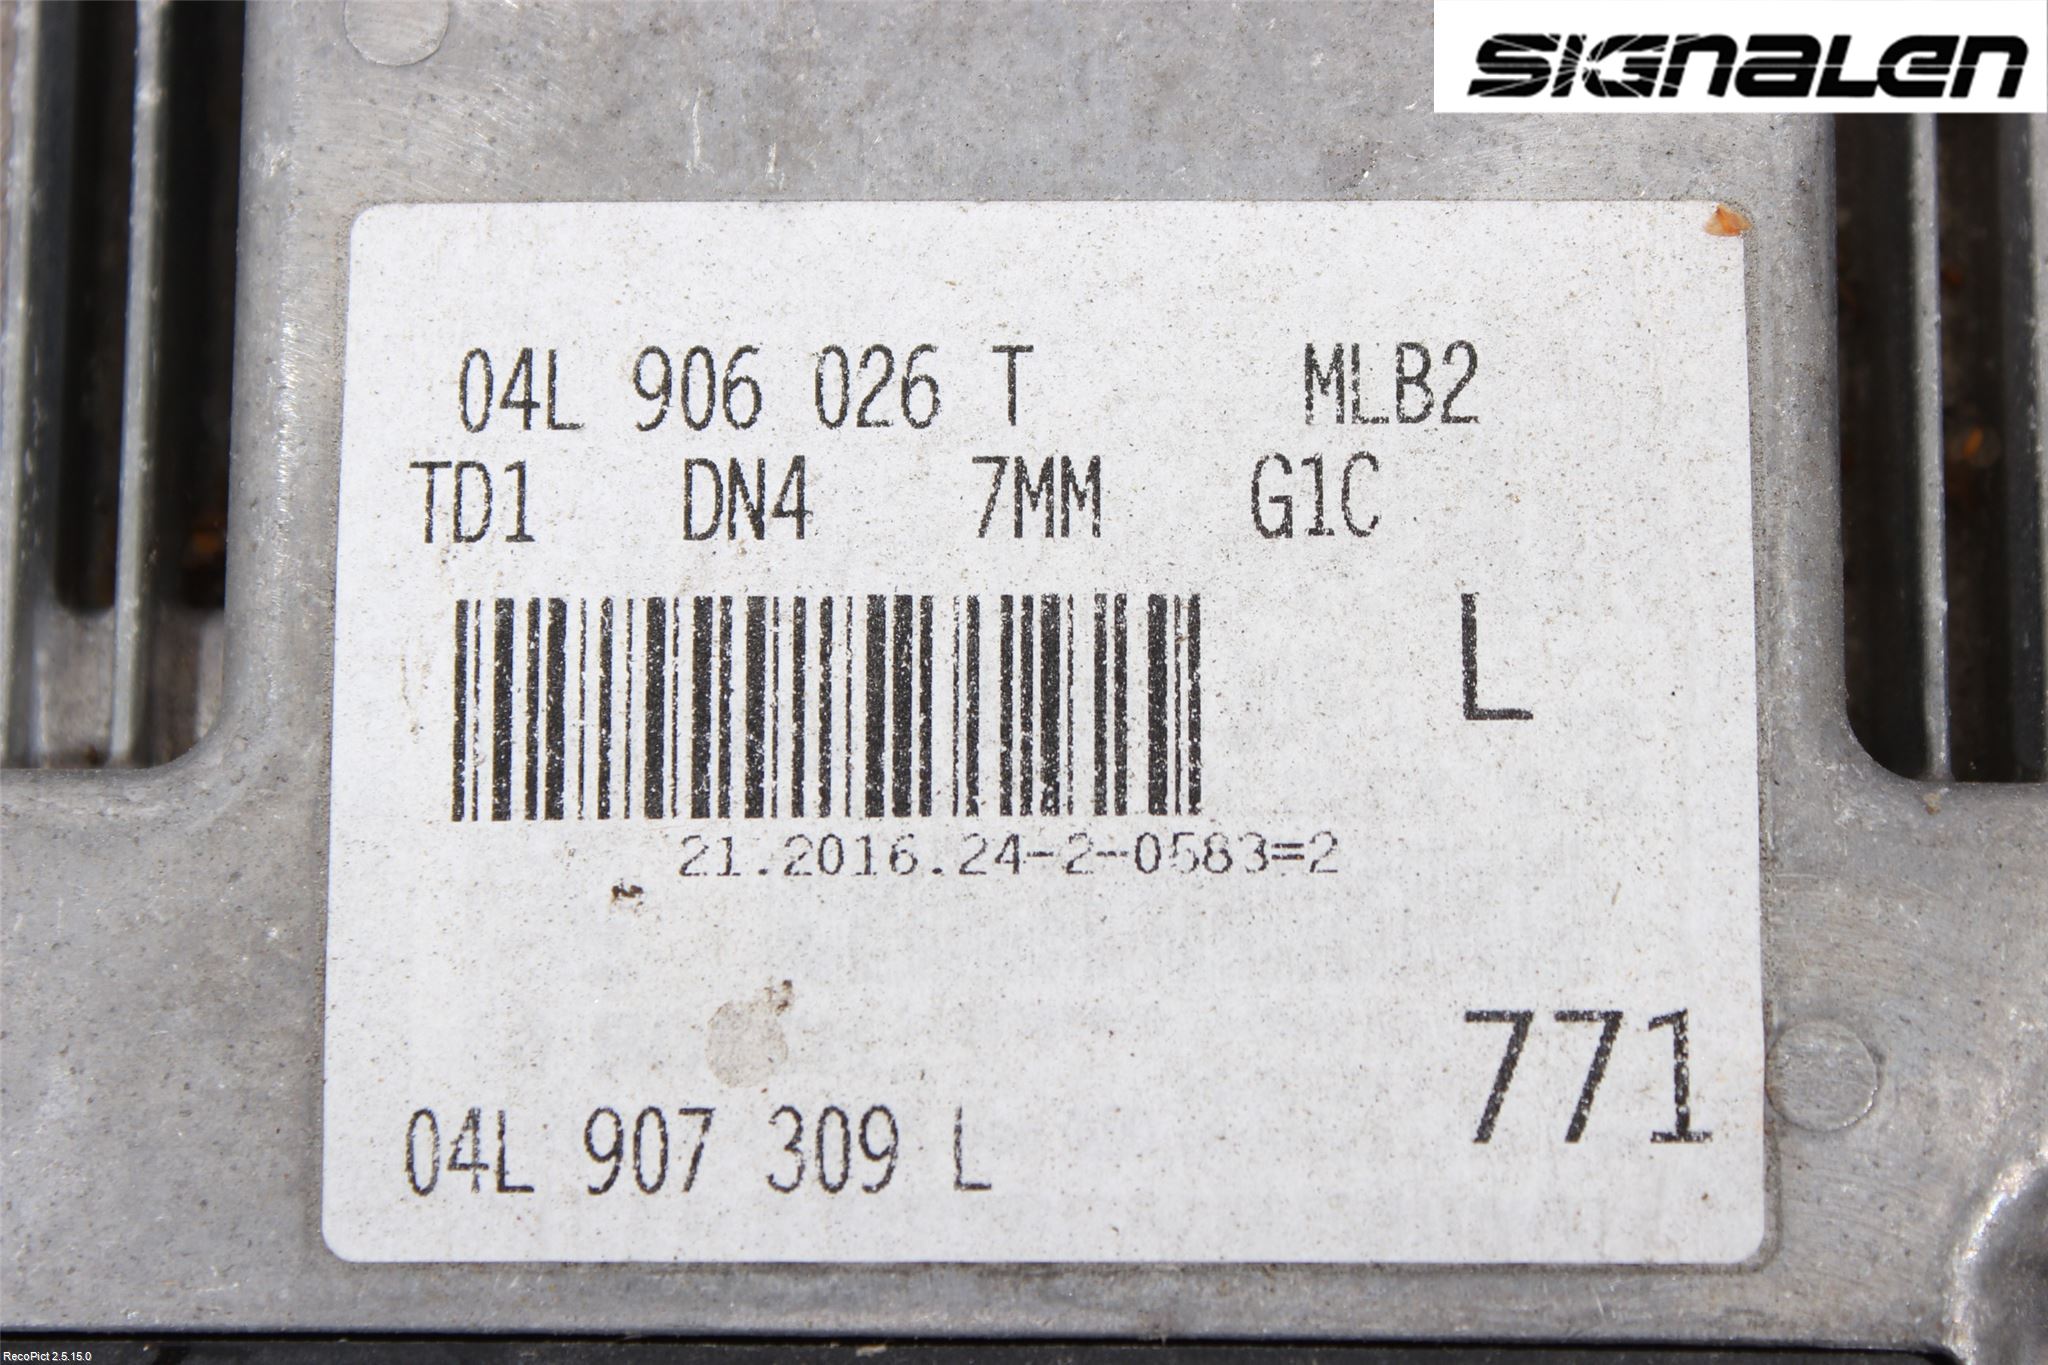 SIGNALEN
04L 906 026 T MLB2
TD1 DN4 7MM G1C
L
21.2016.24-2-0583=2
771
04L 907 309 L
RecoPict 2.5.15.0